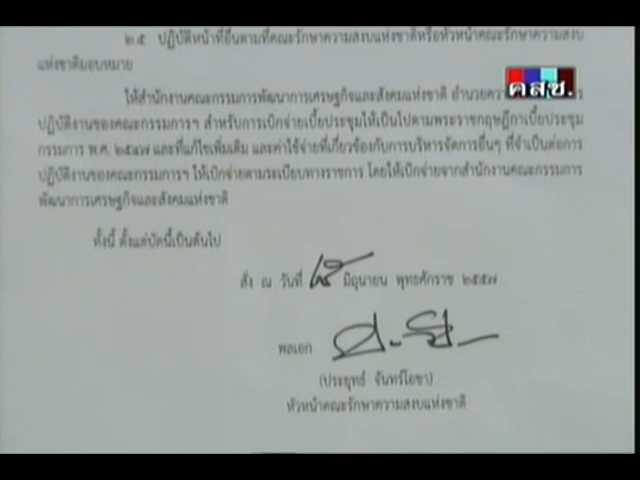 ๒.๕ ปฏิบัติหน้าที่อื่นตามที่คณะรักษาความสงบแห่งชาติหรือหัวหน้าคณะรักษาความสงบ
แห่งชาติมอบหมาย
คสช.
ให้สำนักงานคณะกรรมการพัฒนาการเศรษฐกิจและสังคมแห่งชาติ
ปฏิบัติงานของคณะกรรมการฯ สำหรับการเบิกจ่ายเบี้ยประชุมให้เป็นไปตามพระราชกฤษฎีกาเบี้ยประชุม
กรรมการ พ.ศ. ๒๕๔๗ และที่แก้ไขเพิ่มเติม และค่าใช้จ่ายที่เกี่ยวข้องกับการบริหารจัดการอื่นๆ ที่จำเป็นต่อการ
ปฏิบัติงานของคณะกรรมการฯ ให้เบิกจ่ายตามระเบียบทางราชการ โดยให้เบิกจ่ายจากสำนักงานคณะกรรมการ
พัฒนาการเศรษฐกิจและสังคมแห่งชาติ
ทั้งนี้ ตั้งแต่บัดนี้เป็นต้นไป
สั่ง ณ วันที่ มิถุนายน พุทธศักราช ๒๕๕๗
พลเอก
(ประยุทธ์ จันทร์โอชา)
หัวหน้าคณะรักษาความสงบแห่งชาติ